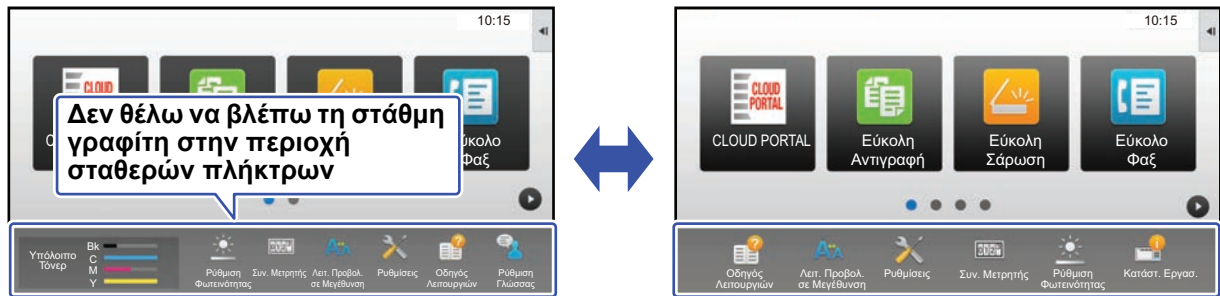 10:15
CLOUD
Δεν θέλω να βλέπω τη στάθμη
γραφίτη στην περιοχή
σταθερών πλήκτρων
Φαξ
Υπόλοιπο
Τόνερ
Bk
C
M
Y
Ρύθμιση
Φωτεινότητας
Συν. Μετρητής
Λειτ. Προβολ.
σε Μεγέθυνση
Ρυθμίσεις
Οδηγός
Λειτουργιών
Ρύθμιση
Γλώσσας
10:15
CLOUD
PORTAL
CLOUD PORTAL
Εύκολη
Αντιγραφή
Εύκολη
Σάρωση
Εύκολο
Φαξ
Οδηγός
Λειτουργιών
Λειτ. Προβολ.
σε Μεγέθυνση
Ρυθμίσεις
Συν. Μετρητής
Ρύθμιση
Φωτεινότητας
Κατάστ. Εργασ.